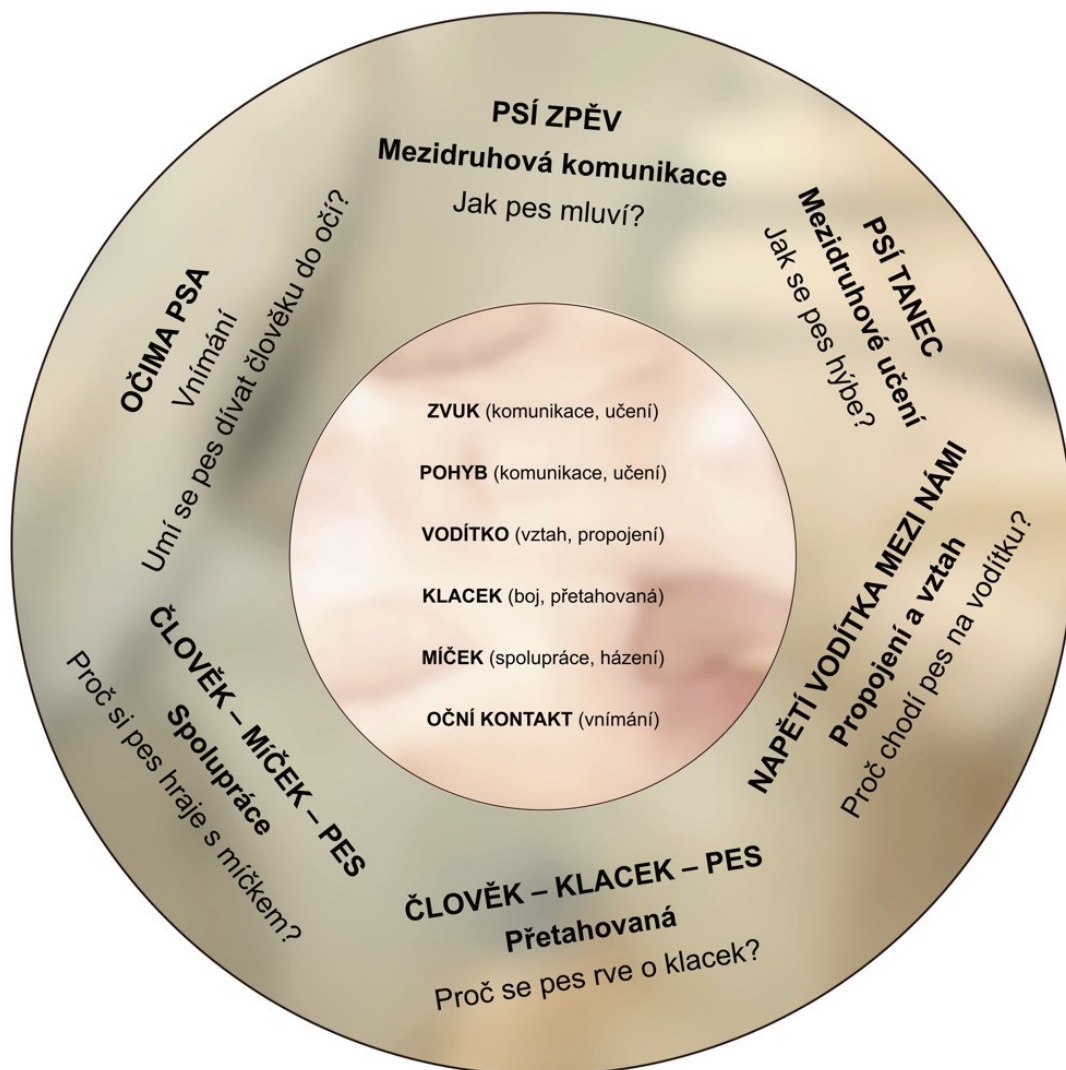 PSÍ ZPĚV
Mezidruhová komunikace
Jak pes mluví?
PSÍ TANEC
Mezidruhové učení
Jak se pes hýbe?
NAPĚTÍ VODÍTKA MEZI NÁMI
Propojení a vztah
Proč chodí pes na vodítku?
ČLOVĚK – KLACEK – PES
Přetahovaná
Proč se pes rve o klacek?
ČLOVĚK – MÍČEK – PES
Spolupráce
Proč si pes hraje s míčkem?
OČIMA PSA
Vnímání
Umí se pes dívat člověku do očí?
ZVUK (komunikace, učení)
POHYB (komunikace, učení)
VODÍTKO (vztah, propojení)
KLACEK (boj, přetahovaná)
MÍČEK (spolupráce, házení)
OČNÍ KONTAKT (vnímání)